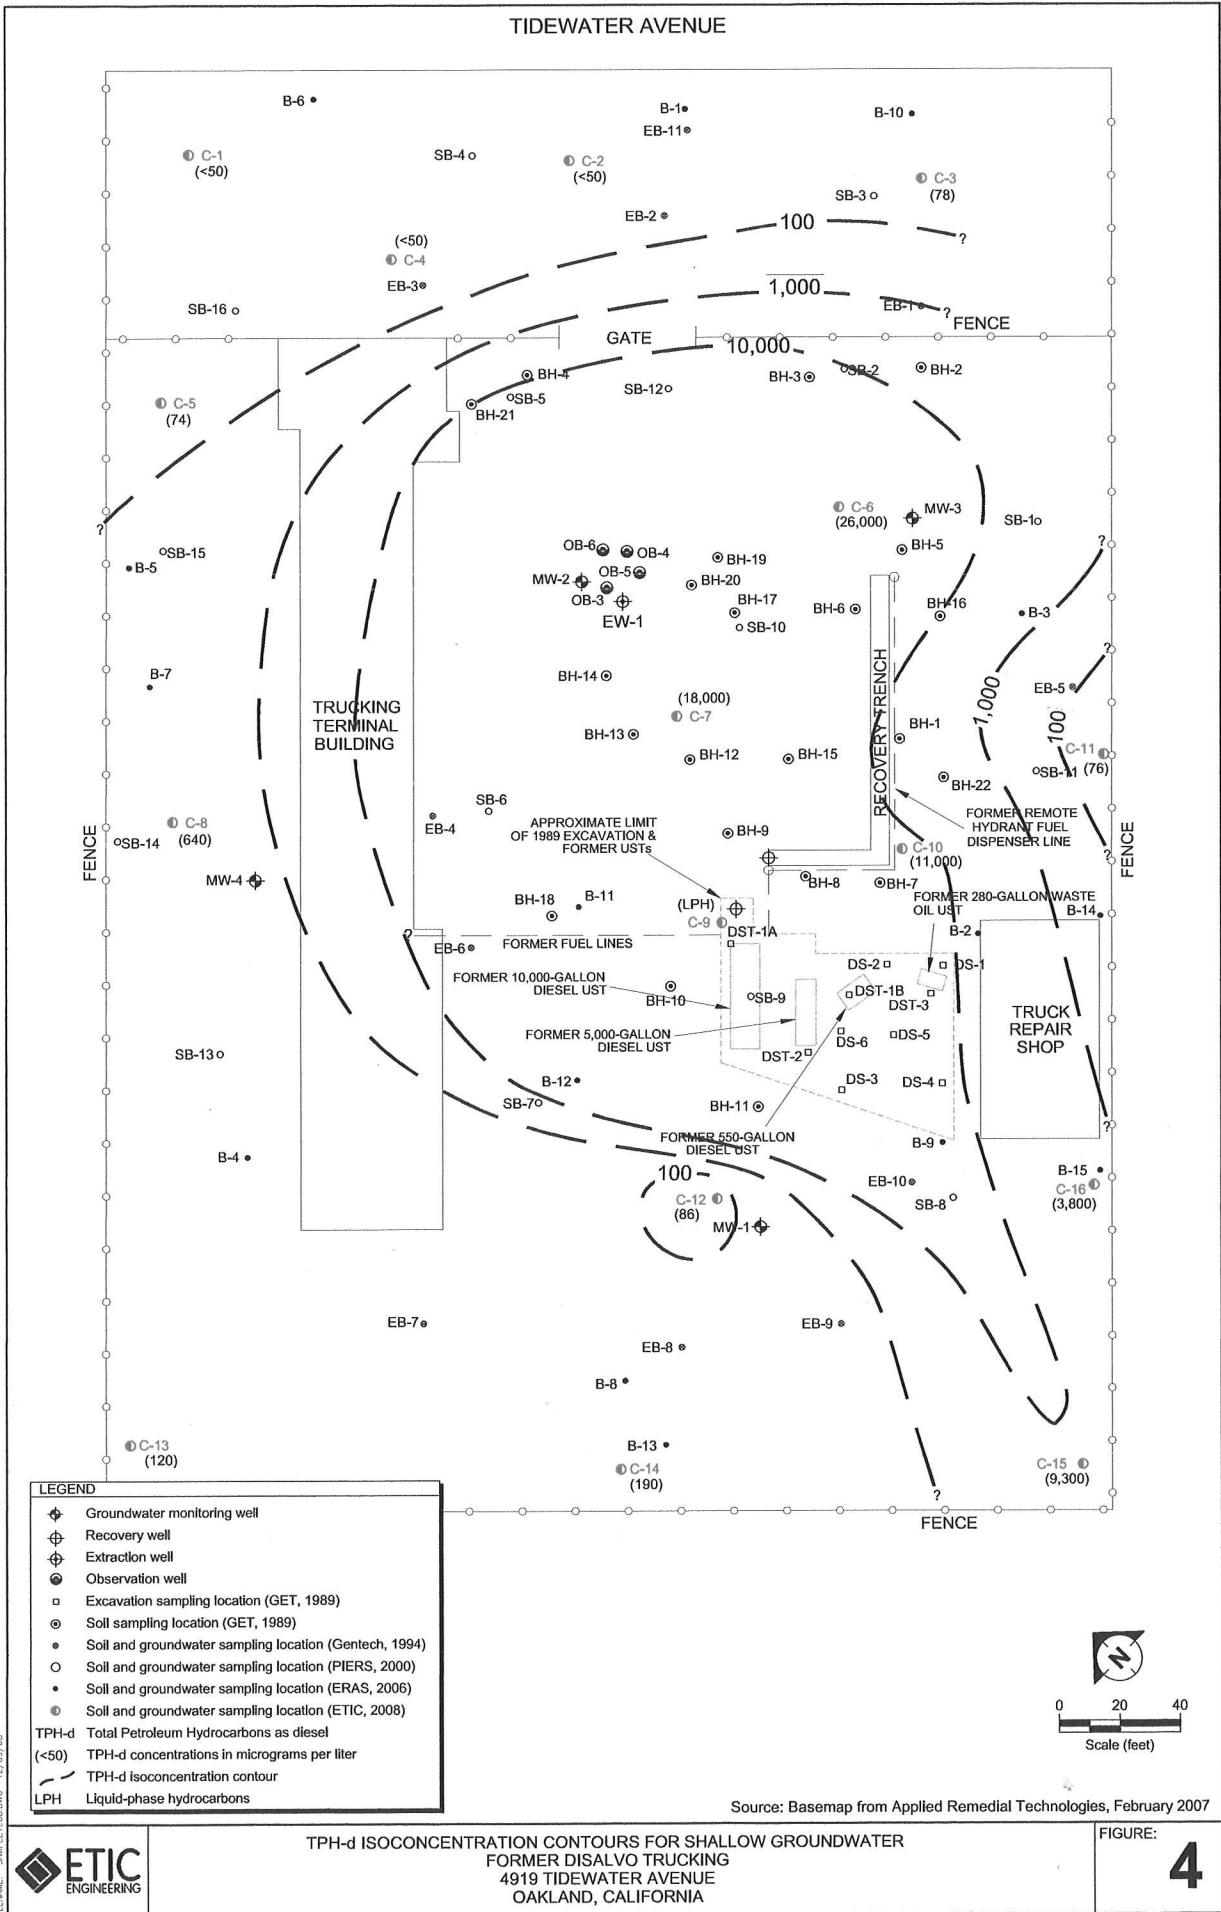 TIDEWATER AVENUE
B-6
B-1
EB-11
B-10
C-1
(<50)
SB-4
C-2
(<50)
C-3
(78)
SB-3
EB-2
100
(<50)
C-4
EB-3
1,000
SB-16
EB-1
?
?
FENCE
GATE
10,000
BH-4
SB-12
BH-3
SB-2
BH-2
C-5
(74)
SB-5
BH-21
C-6
(26,000)
MW-3
SB-1
?
SB-15
B-5
OB-6
OB-4
OB-5
MW-2
OB-3
EW-1
BH-19
BH-20
BH-17
SB-10
BH-5
BH-6
BH-16
B-3
?
?
B-7
BH-14
(18,000)
C-7
RECOVERY TRENCH
1,000
EB-5
100
TRUCKING
TERMINAL
BUILDING
BH-13
BH-12
BH-15
BH-1
BH-22
C-11
(76)
SB-11
SB-6
EB-4
C-8
(640)
SB-14
FENCE
APPROXIMATE LIMIT
OF 1989 EXCAVATION &
FORMER USTs
BH-9
FORMER REMOTE
HYDRANT FUEL
DISPENSER LINE
FENCE
?
C-10
(11,000)
MW-4
BH-8
BH-7
FORMER 280-GALLON WASTE
OIL UST
BH-18
B-11
(LPH)
C-9
DST-1A
B-2
B-14
?
EB-6
FORMER FUEL LINES
FORMER 10,000-GALLON
DIESEL UST
BH-10
SB-9
DS-2
DS-1
DST-1B
DST-3
FORMER 5,000-GALLON
DIESEL UST
DST-2
DS-6
DS-5
TRUCK
REPAIR
SHOP
SB-13
B-12
SB-7
BH-11
DS-3
DS-4
?
FORMER 550-GALLON
DIESEL UST
B-9
B-4
100
C-12
(86)
MW-1
EB-10
SB-8
B-15
C-16
(3,800)
EB-7
EB-8
EB-9
B-8
C-13
(120)
B-13
C-14
(190)
C-15
(9,300)
?
FENCE
LEGEND
Groundwater monitoring well
Recovery well
Extraction well
Observation well
Excavation sampling location (GET, 1989)
Soil sampling location (GET, 1989)
Soil and groundwater sampling location (Gentech, 1994)
Soil and groundwater sampling location (PIERS, 2000)
Soil and groundwater sampling location (ERAS, 2006)
Soil and groundwater sampling location (ETIC, 2008)
TPH-d Total Petroleum Hydrocarbons as diesel
(<50) TPH-d concentrations in micrograms per liter
TPH-d isoconcentration contour
LPH Liquid-phase hydrocarbons
N
0 20 40
Scale (feet)
Source: Basemap from Applied Remedial Technologies, February 2007
ETIC
ENGINEERING
TPH-d ISOCONCENTRATION CONTOURS FOR SHALLOW GROUNDWATER
FORMER DISALVO TRUCKING
4919 TIDEWATER AVENUE
OAKLAND, CALIFORNIA
FIGURE:
4